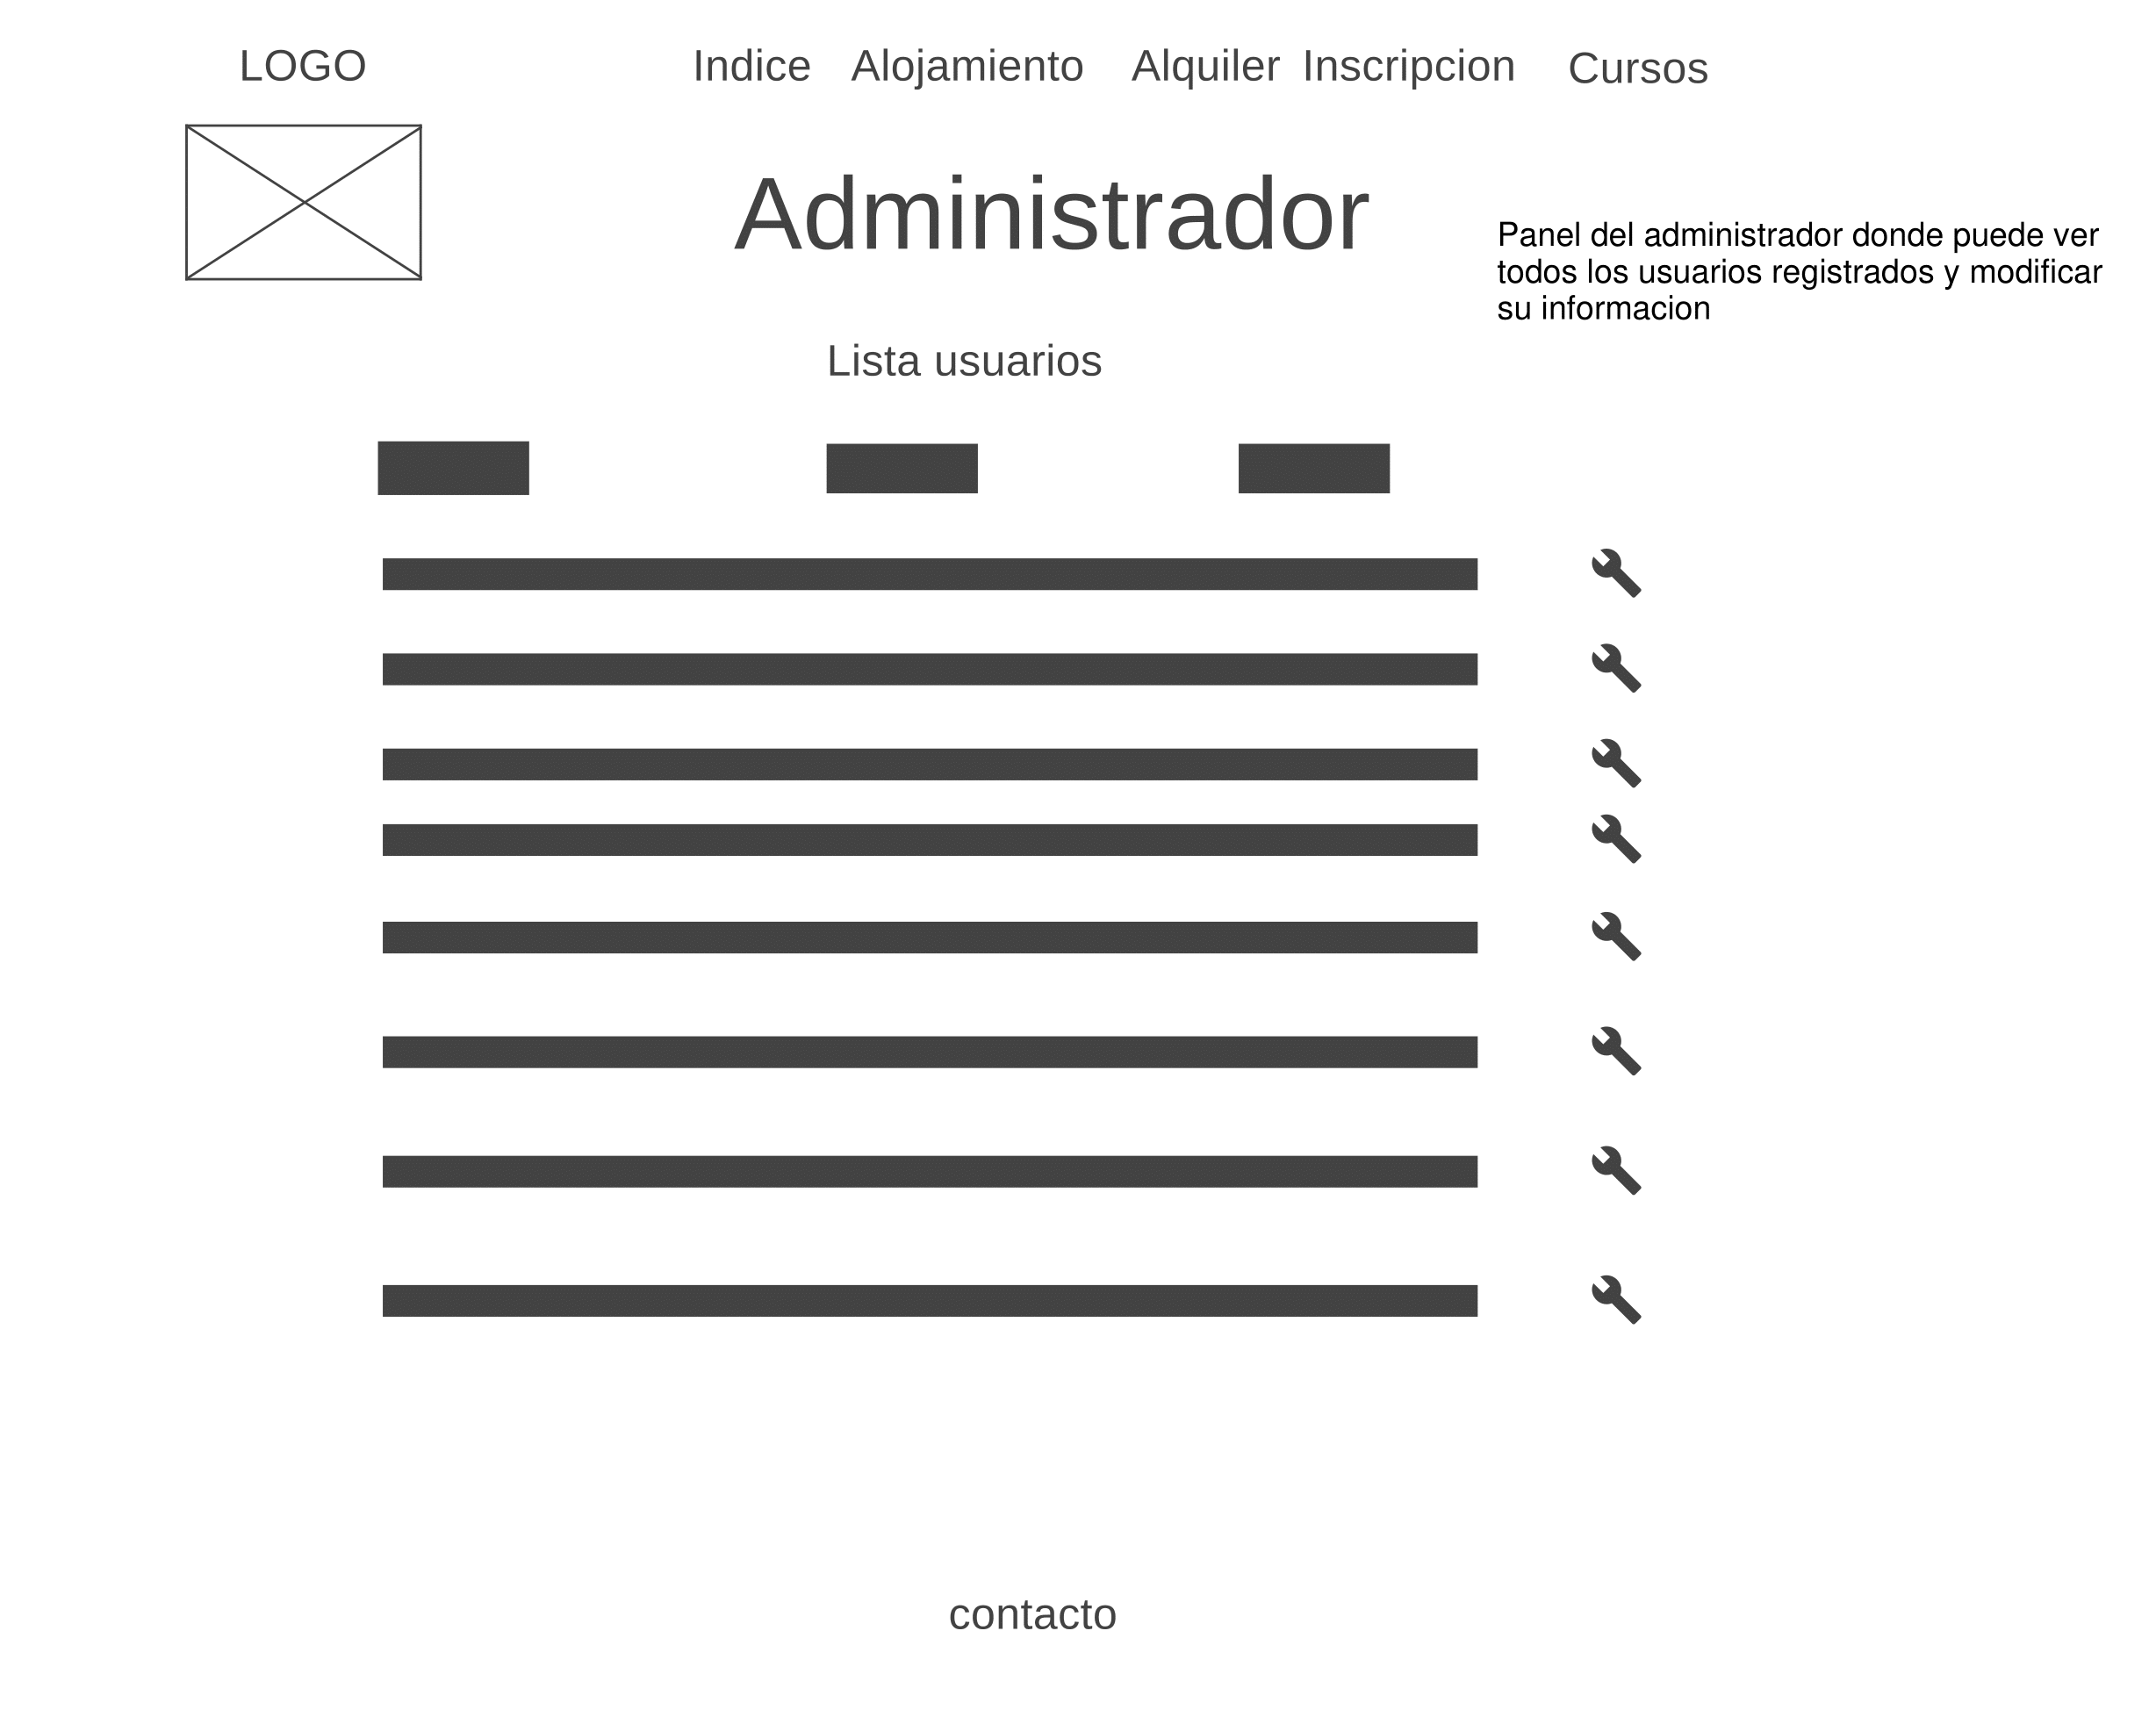 LOGO Indice Alojamiento Alquiler Inscripcion Cursos
Administrador
Panel del administrador donde puede ver
todos los usuarios registrados y modificar
su informacion
Lista usuarios
contacto